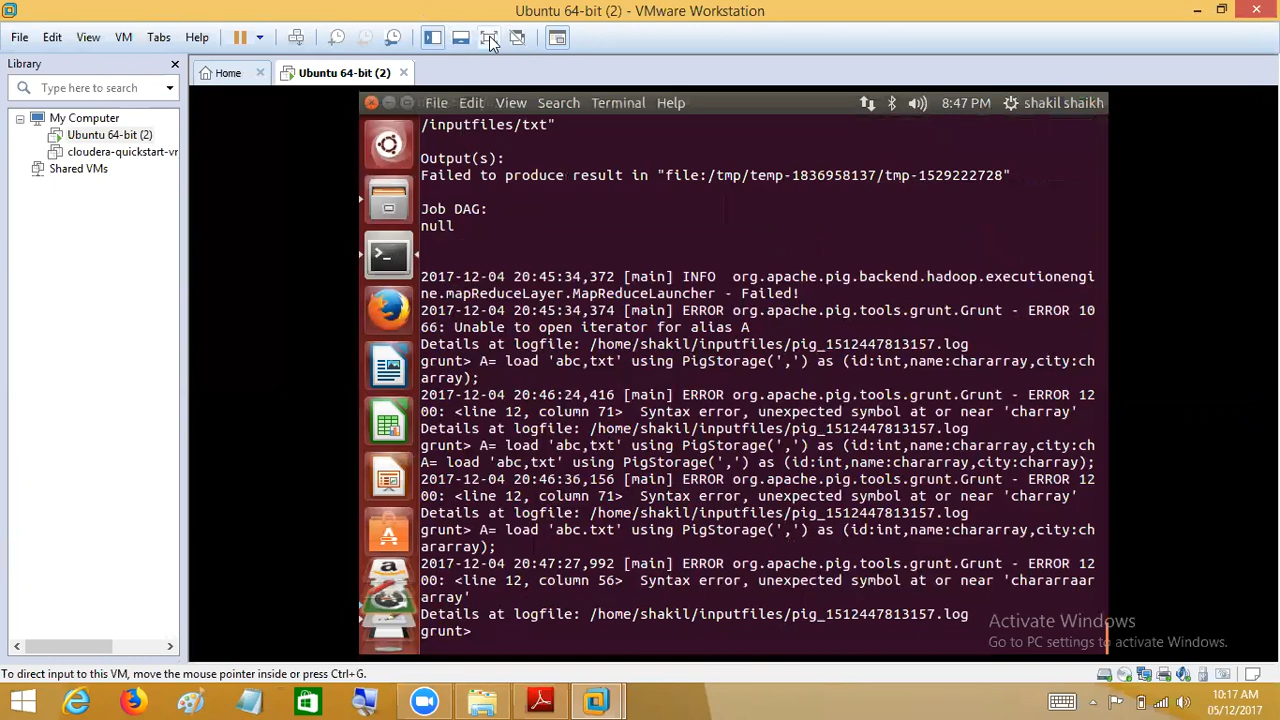 Ubuntu 64-bit (2) - VMware Workstation
File Edit View VM Tabs Help
Library
Type here to search
My Computer
Ubuntu 64-bit (2)
cloudera-quickstart-vr
Shared VMs
Home
Ubuntu 64-bit (2)
File Edit View Search Terminal Help
8:47 PM
shakil shaikh
/inputfiles/txt"
Output(s):
Failed to produce result in "file:/tmp/temp-1836958137/tmp-1529222728"
Job DAG:
null
2017-12-04 20:45:34,372 [main] INFO  org.apache.pig.backend.hadoop.executionengi
ne.mapReduceLayer.MapReduceLauncher - Failed!
2017-12-04 20:45:34,374 [main] ERROR org.apache.pig.tools.grunt.Grunt - ERROR 10
66: Unable to open iterator for alias A
Details at logfile: /home/shakil/inputfiles/pig_1512447813157.log
grunt> A= load 'abc,txt' using PigStorage(',') as (id:int,name:chararray,city:ch
array);
2017-12-04 20:46:24,416 [main] ERROR org.apache.pig.tools.grunt.Grunt - ERROR 12
00: <line 12, column 71>  Syntax error, unexpected symbol at or near 'charray'
Details at logfile: /home/shakil/inputfiles/pig_1512447813157.log
grunt> A= load 'abc,txt' using PigStorage(',') as (id:int,name:chararray,city:ch
A= load 'abc,txt' using PigStorage(',') as (id:int,name:chararray,city:charray);
2017-12-04 20:46:36,156 [main] ERROR org.apache.pig.tools.grunt.Grunt - ERROR 12
00: <line 12, column 71>  Syntax error, unexpected symbol at or near 'charray'
Details at logfile: /home/shakil/inputfiles/pig_1512447813157.log
grunt> A= load 'abc.txt' using PigStorage(',') as (id:int,name:chararray,city:ch
ararray);
2017-12-04 20:47:27,992 [main] ERROR org.apache.pig.tools.grunt.Grunt - ERROR 12
00: <line 12, column 56>  Syntax error, unexpected symbol at or near 'chararraar
array'
Details at logfile: /home/shakil/inputfiles/pig_1512447813157.log
grunt>
Activate Windows
Go to PC settings to activate Windows.
To direct input to this VM, move the mouse pointer inside or press Ctrl+G.
10:17 AM
05/12/2017